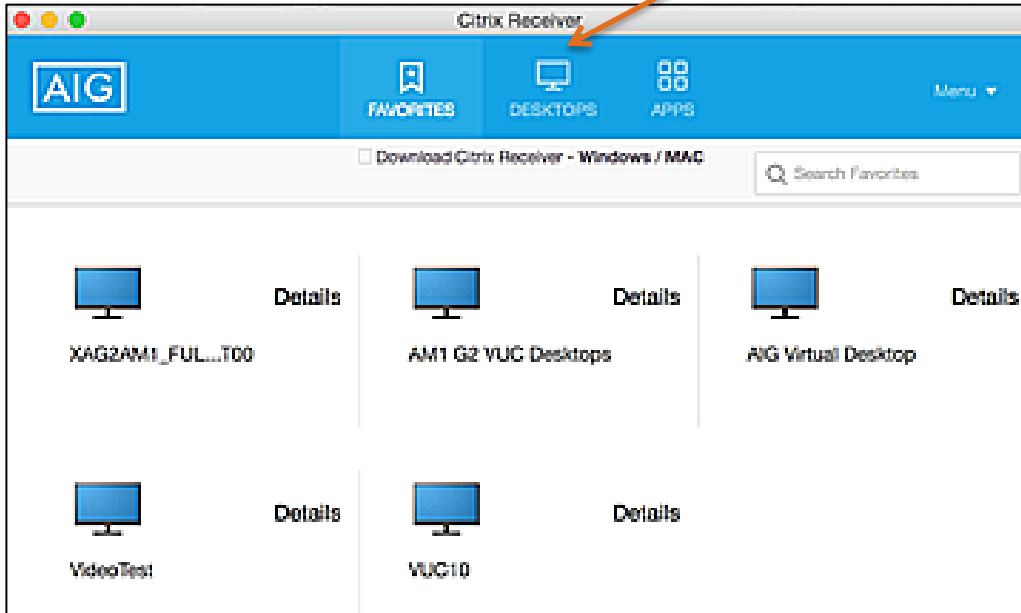 Citrix Receiver
AIG
FAVORITES
DESKTOPS
APPS
Menu
Download Citrix Receiver - Windows / MAC
Search Favorites
Details
Details
Details
XAG2AM1_FUL...T00
AM1 G2 VUC Desktops
AIG Virtual Desktop
Details
Details
VideoTest
VUC10